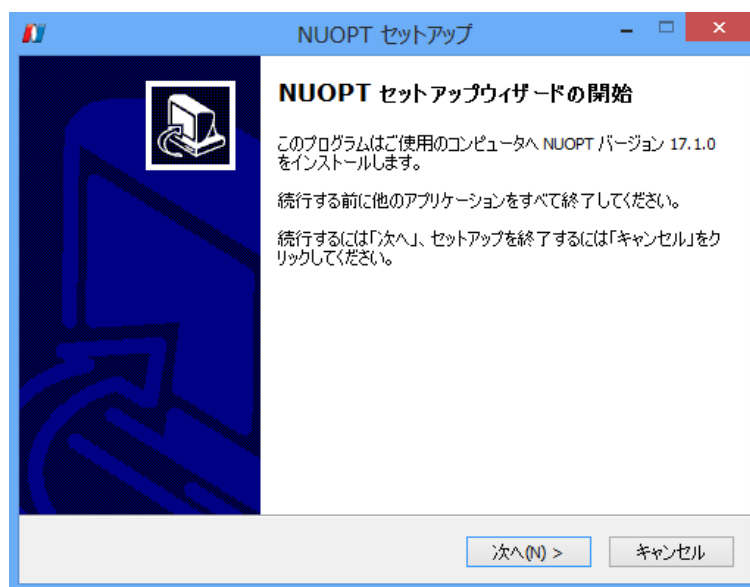 NUOPT セットアップ
NUOPT セットアップウィザードの開始
このプログラムはご使用のコンピュータへ NUOPT バージョン 17.1.0
をインストールします。
続行する前に他のアプリケーションをすべて終了してください。
続行するには「次へ」、セットアップを終了するには「キャンセル」をク
リックしてください。
次へ(N) >
キャンセル